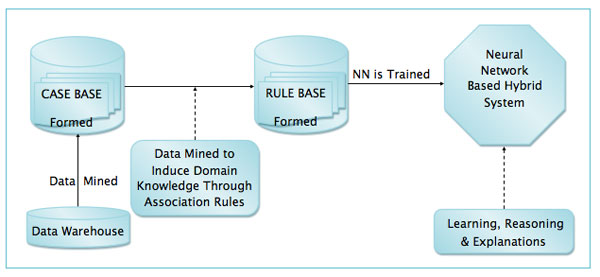 CASE BASE
Formed
RULE BASE
Formed
NN is Trained
Neural
Network
Based Hybrid
System
Data Mined to
Induce Domain
Knowledge Through
Association Rules
Data Mined
Data Warehouse
Learning, Reasoning
& Explanations